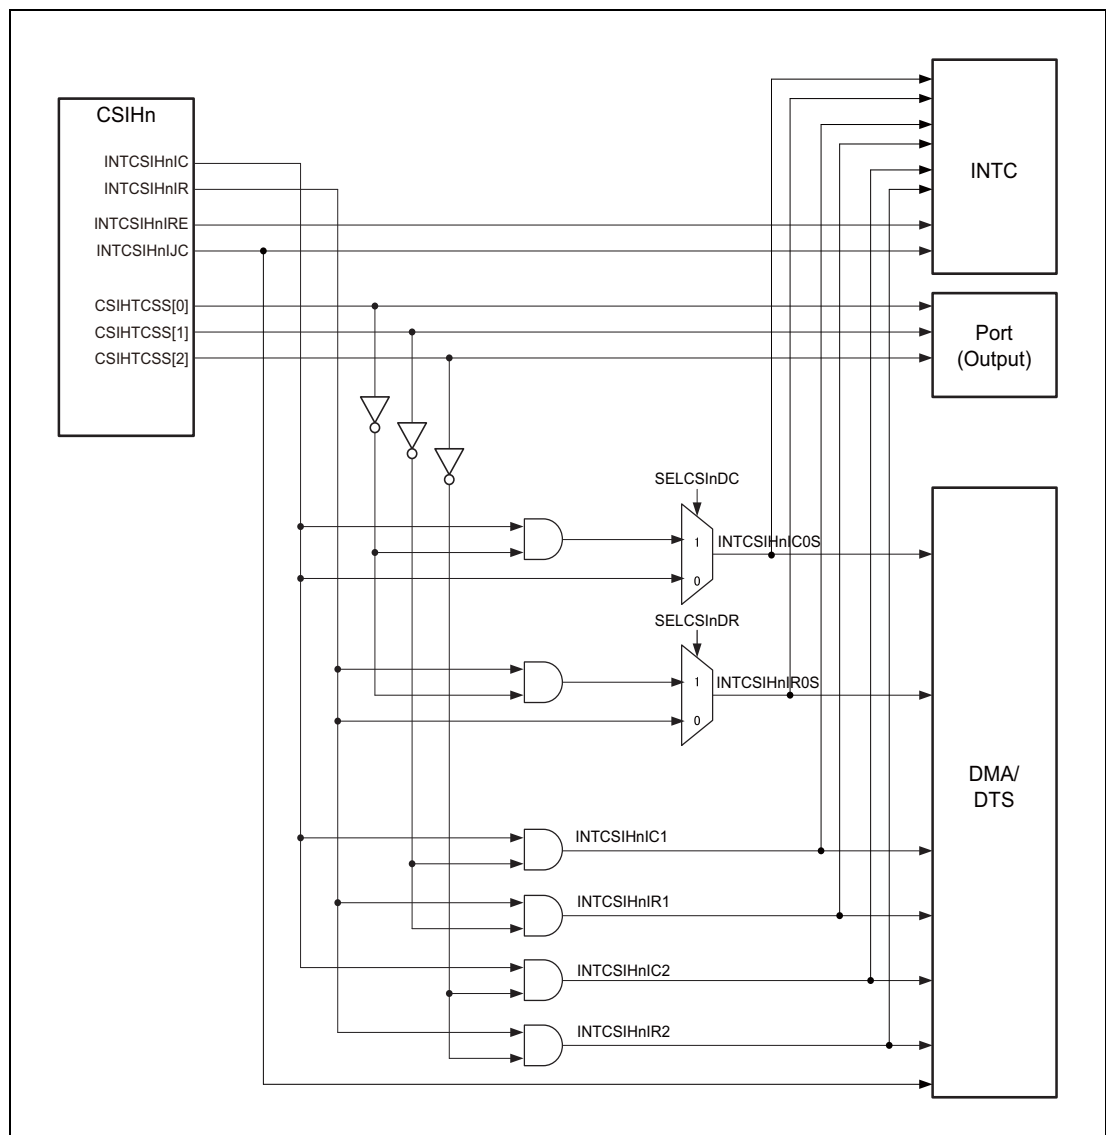 CSIHn
INTCSIHnIC
INTCSIHnIR
INTCSIHnIRE
INTCSIHnIJC
CSIHTCSS[0]
CSIHTCSS[1]
CSIHTCSS[2]
INTC
Port
(Output)
SELCSInDC
1
INTCSIHnIC0S
0
SELCSInDR
1
INTCSIHnIR0S
0
DMA/
DTS
INTCSIHnIC1
INTCSIHnIR1
INTCSIHnIC2
INTCSIHnIR2